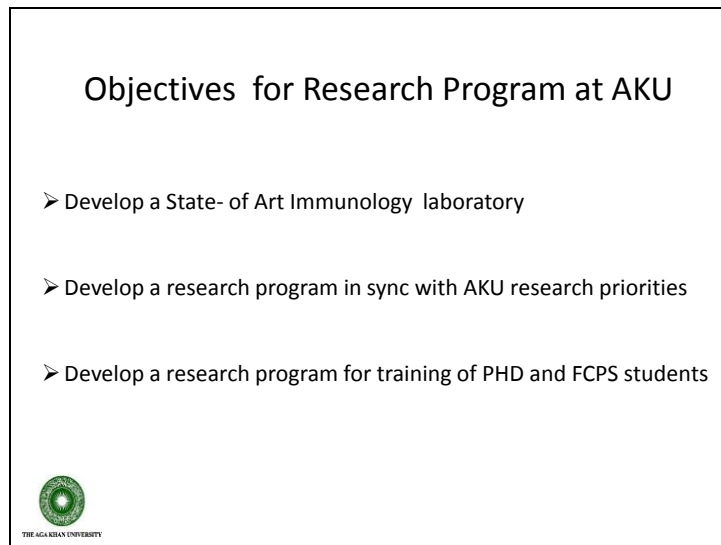 Objectives for Research Program at AKU
➢ Develop a State- of Art Immunology laboratory
➢ Develop a research program in sync with AKU research priorities
➢ Develop a research program for training of PHD and FCPS students
THE AGA KHAN UNIVERSITY